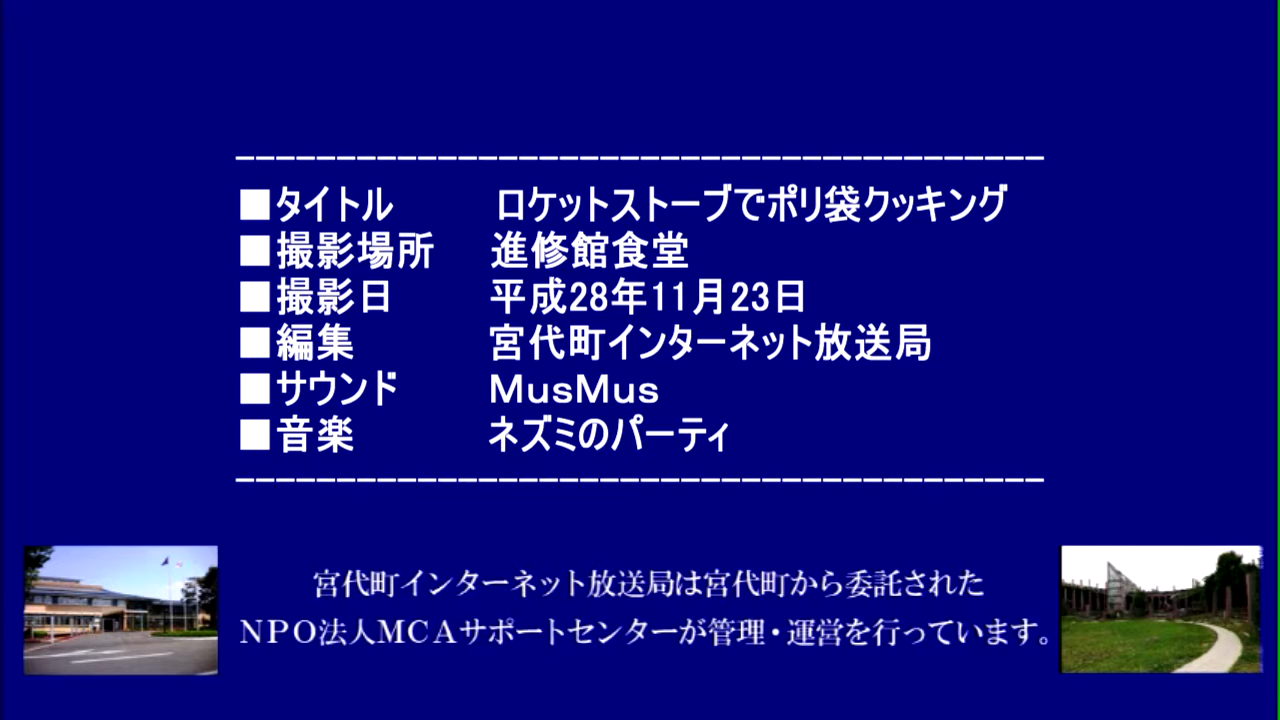 ----------------------------------------
■タイトル ロケットストーブでポリ袋クッキング
■撮影場所 進修館食堂
■撮影日 平成28年11月23日
■編集 宮代町インターネット放送局
■サウンド MusMus
■音楽 ネズミのパーティ
----------------------------------------
宮代町インターネット放送局は宮代町から委託された
NPO法人MCAサポートセンターが管理・運営を行っています。